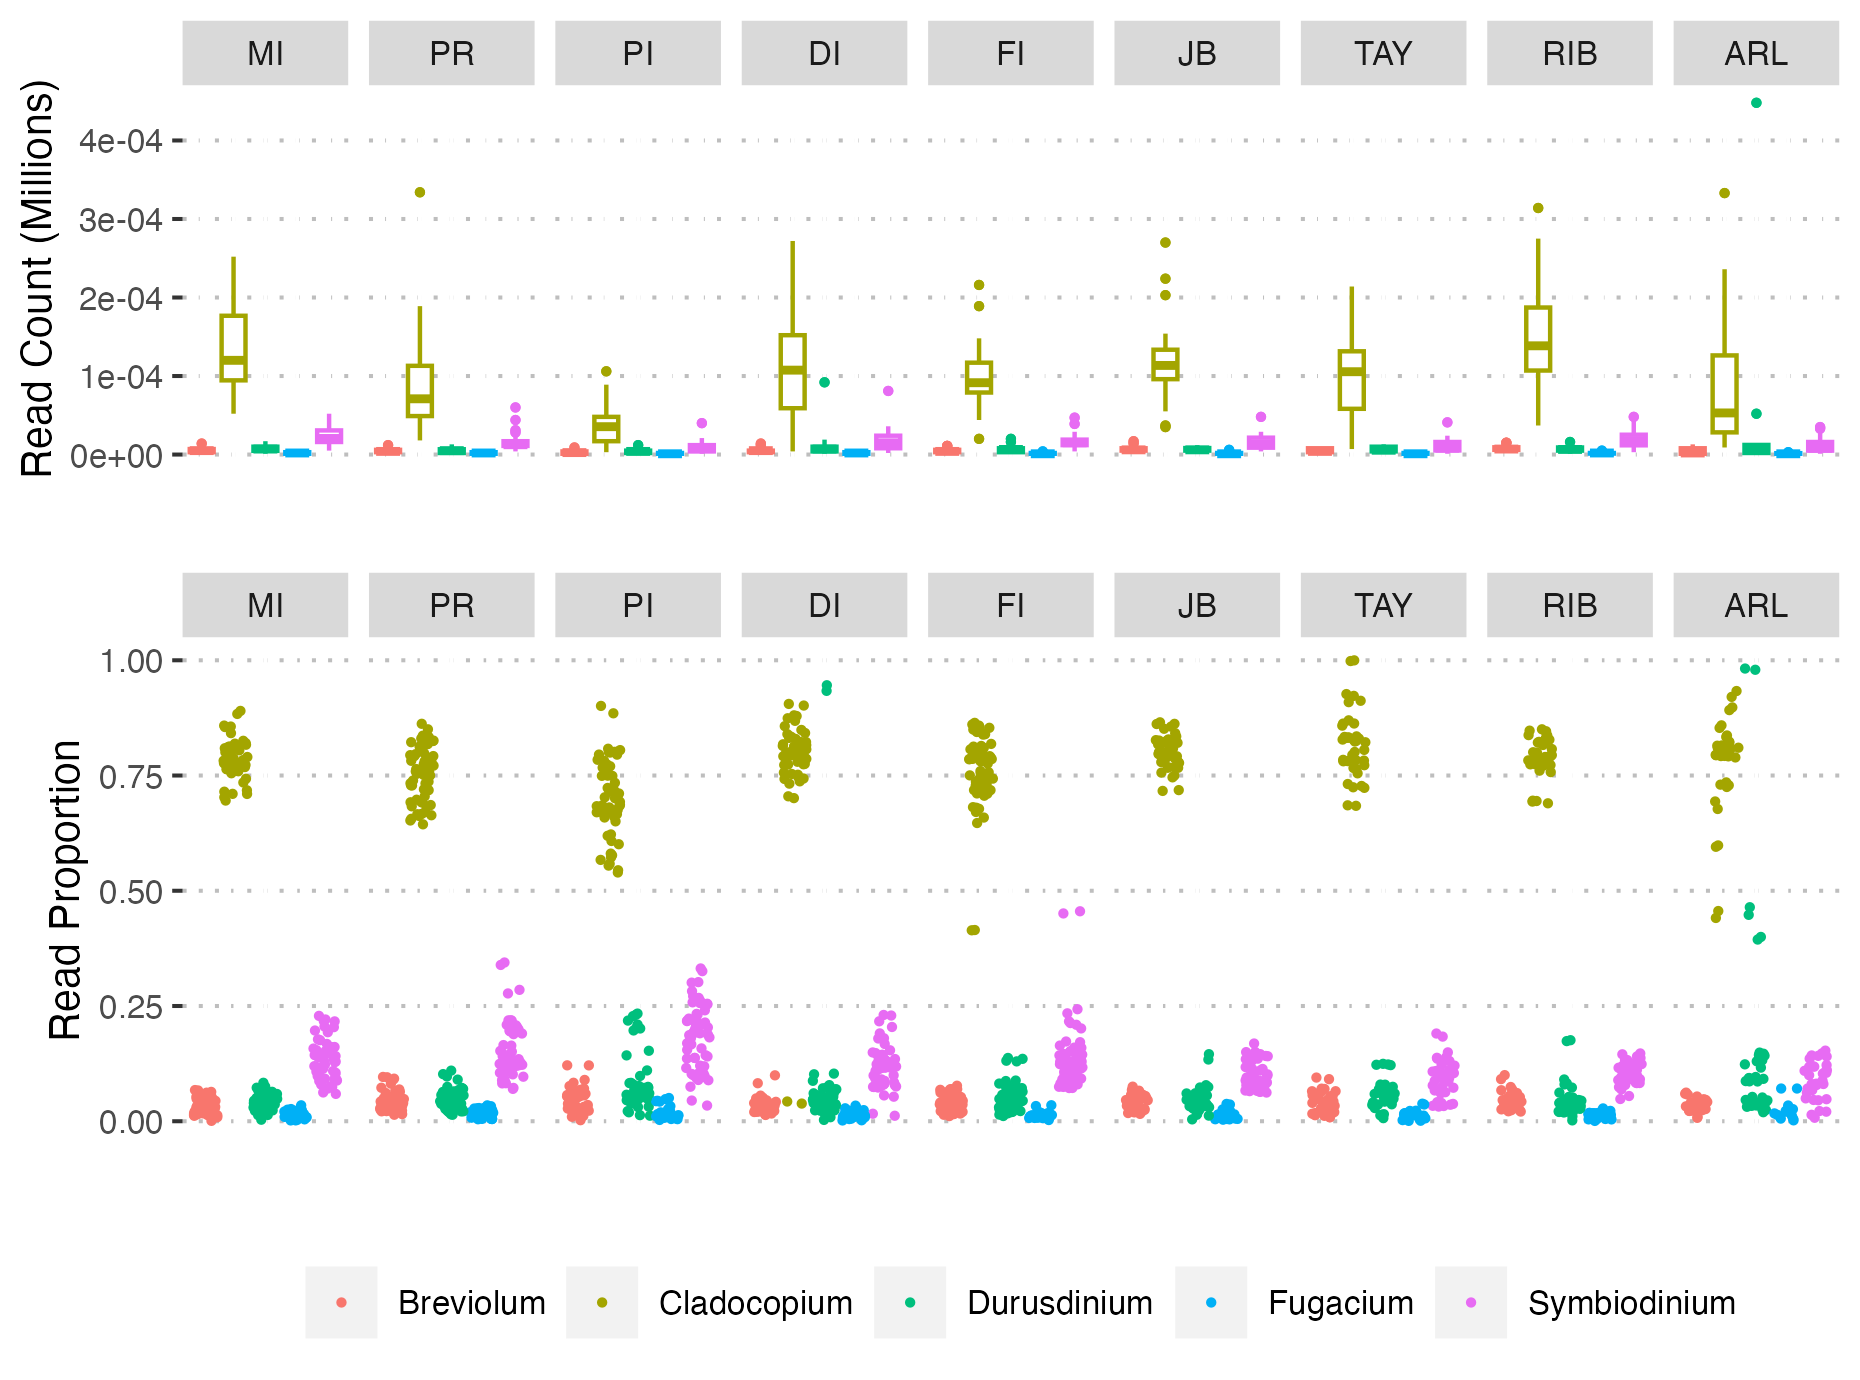 MI PR PI DI FI JB TAY RIB ARL
Read Count (Millions)
4e-04
3e-04
2e-04
1e-04
0e+00
MI PR PI DI FI JB TAY RIB ARL
Read Proportion
1.00
0.75
0.50
0.25
0.00
Breviolum Cladocopium Durusdinium Fugacium Symbiodinium